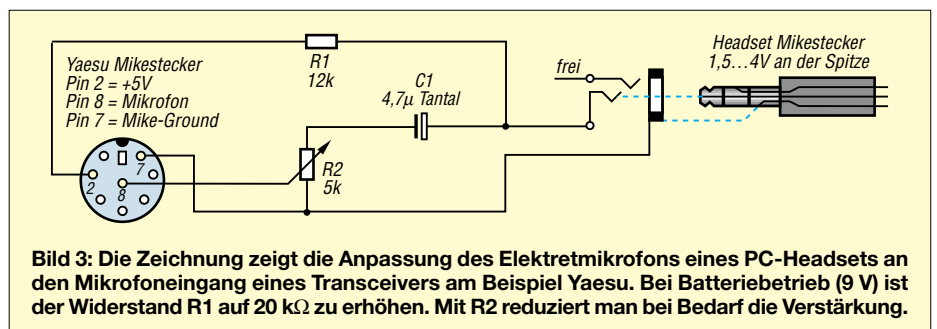 Yaesu Mikestecker
Pin 2 = +5V
Pin 8 = Mikrofon
Pin 7 = Mike-Ground
R1
12k
C1
4,7µ Tantal
frei
Headset Mikestecker
1,5...4V an der Spitze
R2
5k
7
2
8
Bild 3: Die Zeichnung zeigt die Anpassung des Elektretmikrofons eines PC-Headsets an
den Mikrofoneingang eines Transceivers am Beispiel Yaesu. Bei Batteriebetrieb (9 V) ist
der Widerstand R1 auf 20 kΩ zu erhöhen. Mit R2 reduziert man bei Bedarf die Verstärkung.